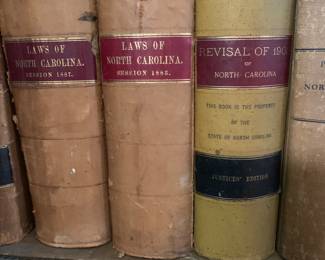 LAWS OF
NORTH CAROLINA.
SESSION 1887.
LAWS OF
NORTH CAROLINA.
SESSION 1885.
REVISAL OF 190
OF
NORTH CAROLINA
THIS BOOK IS THE PROPERTY
OF THE
STATE OF NORTH CAROLINA
JUSTICES' EDITION
NOR